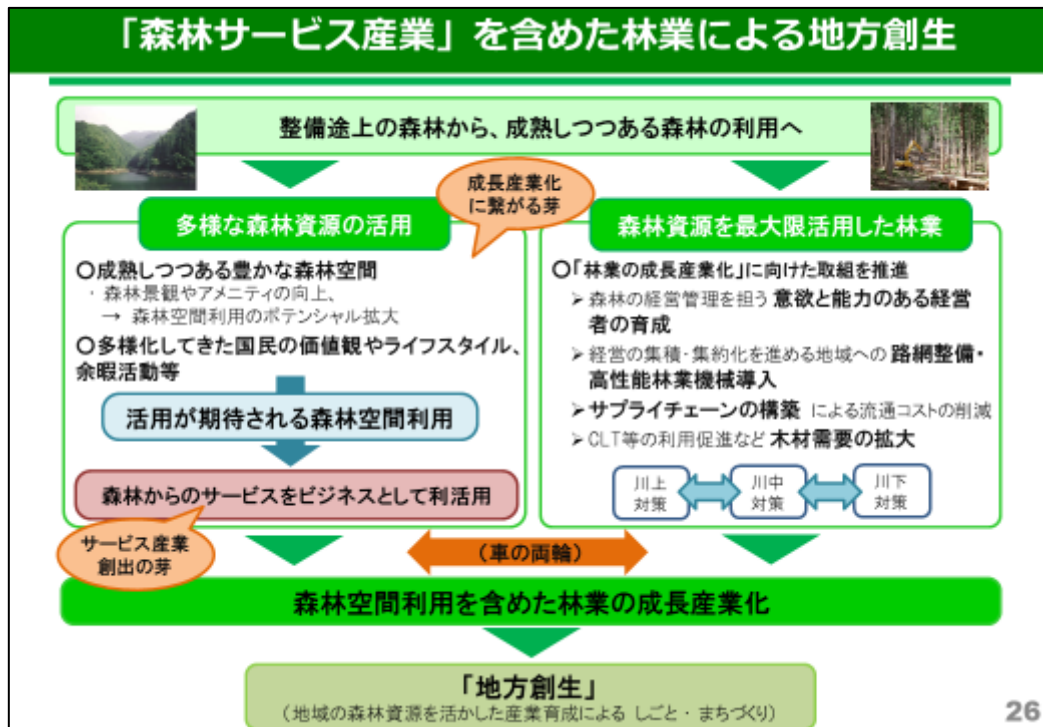 「森林サービス産業」を含めた林業による地方創生
整備途上の森林から、成熟しつつある森林の利用へ
成長産業化
に繋がる芽
多様な森林資源の活用
〇成熟しつつある豊かな森林空間
・ 森林景観やアメニティの向上、
→ 森林空間利用のポテンシャル拡大
〇多様化してきた国民の価値観やライフスタイル、
余暇活動等
活用が期待される森林空間利用
森林からのサービスをビジネスとして利活用
サービス産業
創出の芽
森林資源を最大限活用した林業
〇「林業の成長産業化」に向けた取組を推進
➢ 森林の経営管理を担う 意欲と能力のある経営
者の育成
➢ 経営の集積・集約化を進める地域への 路網整備・
高性能林業機械導入
➢ サプライチェーンの構築 による流通コストの削減
➢ CLT等の利用促進など 木材需要の拡大
川上
対策
川中
対策
川下
対策
(車の両輪)
森林空間利用を含めた林業の成長産業化
「地方創生」
(地域の森林資源を活かした産業育成による しごと・まちづくり)
26